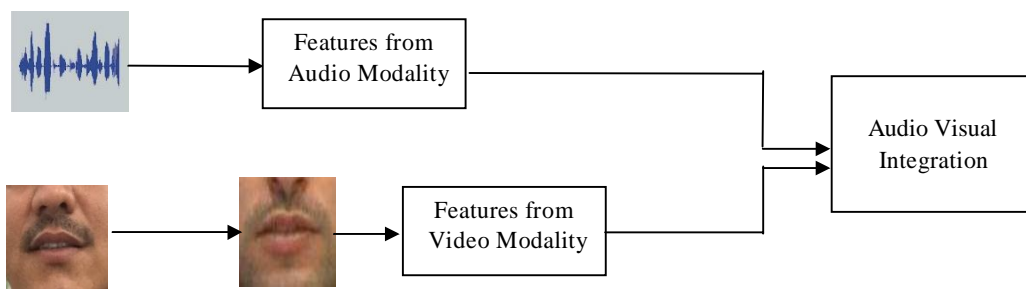 Features from
Audio Modality
Audio Visual
Integration
Features from
Video Modality